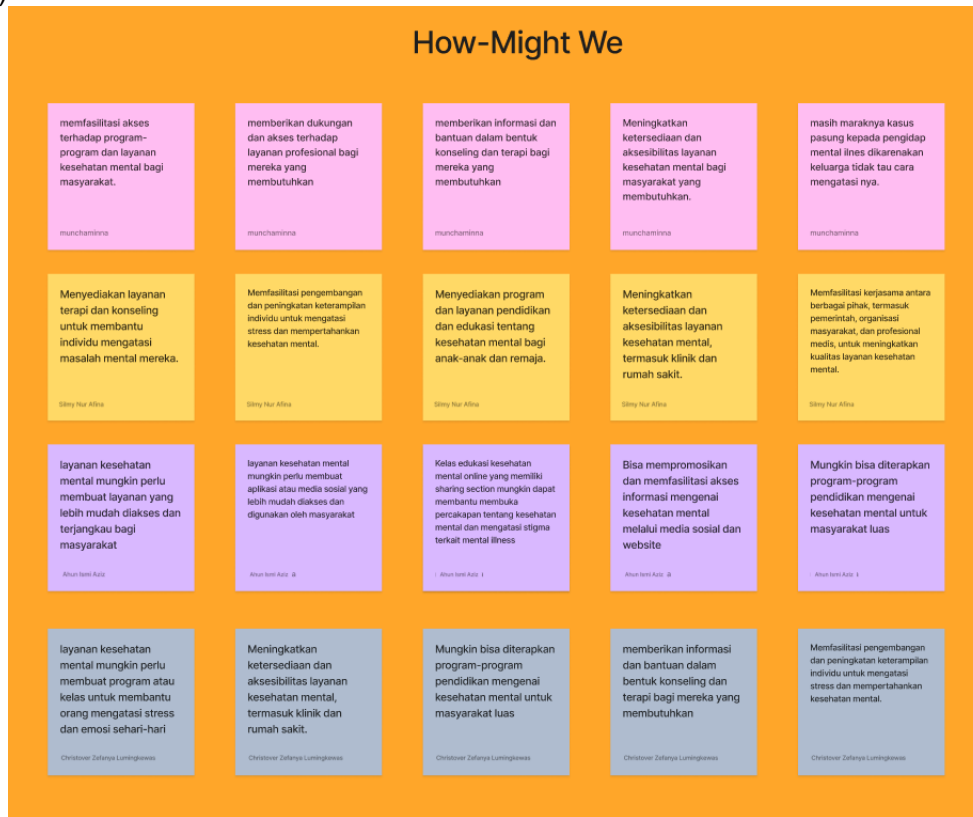 How-Might We
memfasilitasi akses
terhadap program-
program dan layanan
kesehatan mental bagi
masyarakat.
munchaminna
memberikan dukungan
dan akses terhadap
layanan profesional bagi
mereka yang
membutuhkan
munchaminna
memberikan informasi dan
bantuan dalam bentuk
konseling dan terapi bagi
mereka yang
membutuhkan
munchaminna
Meningkatkan
ketersediaan dan
aksesibilitas layanan
kesehatan mental bagi
masyarakat yang
membutuhkan.
munchaminna
masih maraknya kasus
pasung kepada pengidap
mental ilnes dikarenakan
keluarga tidak tau cara
mengatasi nya.
munchaminna
Menyediakan layanan
terapi dan konseling
untuk membantu
individu mengatasi
masalah mental mereka.
Silmy Nur Afina
Memfasilitasi pengembangan
dan peningkatan keterampilan
individu untuk mengatasi
stress dan mempertahankan
kesehatan mental.
Silmy Nur Afina
Menyediakan program
dan layanan pendidikan
dan edukasi tentang
kesehatan mental bagi
anak-anak dan remaja.
Silmy Nur Afina
Meningkatkan
ketersediaan dan
aksesibilitas layanan
kesehatan mental,
termasuk klinik dan
rumah sakit.
Silmy Nur Afina
Memfasilitasi kerjasama antara
berbagai pihak, termasuk
pemerintah, organisasi
masyarakat, dan profesional
medis, untuk meningkatkan
kualitas layanan kesehatan
mental.
Silmy Nur Afina
layanan kesehatan
mental mungkin perlu
membuat layanan yang
lebih mudah diakses dan
terjangkau bagi
masyarakat
Aziz
layanan kesehatan mental
mungkin perlu membuat
aplikasi atau media sosial yang
lebih mudah diakses dan
digunakan oleh masyarakat
Aziz
Kelas edukasi kesehatan
mental online yang memiliki
sharing section mungkin dapat
membantu membuka
percakapan tentang kesehatan
mental dan mengatasi stigma
terkait mental illness
Aziz
Bisa mempromosikan
dan memfasilitasi akses
informasi mengenai
kesehatan mental
melalui media sosial dan
website
Aziz
Mungkin bisa diterapkan
program-program
pendidikan mengenai
kesehatan mental untuk
masyarakat luas
Aziz
layanan kesehatan
mental mungkin perlu
membuat program atau
kelas untuk membantu
orang mengatasi stress
dan emosi sehari-hari
Christover Zefanya Lumingkewas
Meningkatkan
ketersediaan dan
aksesibilitas layanan
kesehatan mental,
termasuk klinik dan
rumah sakit.
Christover Zefanya Lumingkewas
Mungkin bisa diterapkan
program-program
pendidikan mengenai
kesehatan mental untuk
masyarakat luas
Christover Zefanya Lumingkewas
memberikan informasi
dan bantuan dalam
bentuk konseling dan
terapi bagi mereka yang
membutuhkan
Christover Zefanya Lumingkewas
Memfasilitasi pengembangan
dan peningkatan keterampilan
individu untuk mengatasi
stress dan mempertahankan
kesehatan mental.
Christover Zefanya Lumingkewas